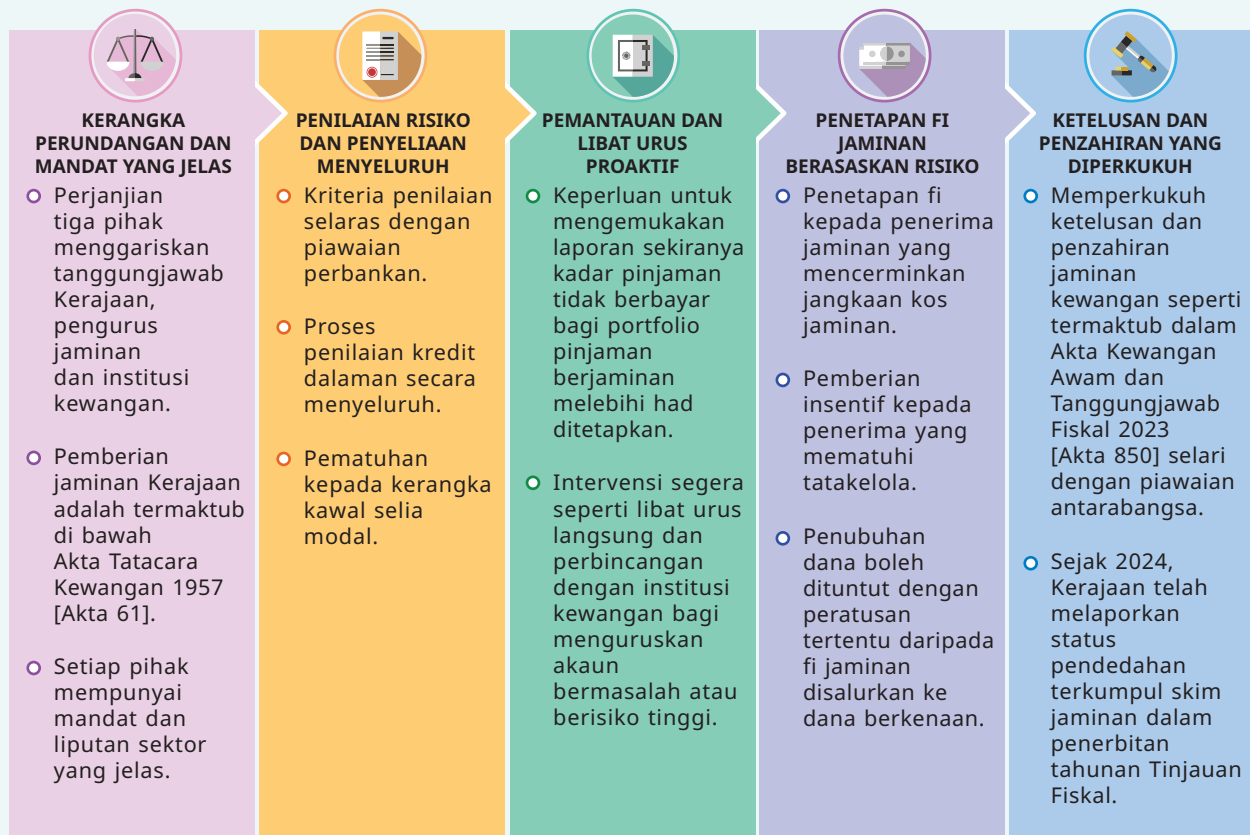 KERANGKA
PERUNDANGAN DAN
MANDAT YANG JELAS
Perjanjian
tiga pihak
menggariskan
tanggungjawab
Kerajaan,
pengurus
jaminan
dan institusi
kewangan.
Pemberian
jaminan Kerajaan
adalah termaktub
di bawah
Akta Tatacara
Kewangan 1957
[Akta 61].
Setiap pihak
mempunyai
mandat dan
liputan sektor
yang jelas.
PENILAIAN RISIKO
DAN PENYELIAAN
MENYELURUH
Kriteria penilaian
selaras dengan
piawaian
perbankan.
Proses
penilaian kredit
dalaman secara
menyeluruh.
Pematuhan
kepada kerangka
kawal selia
modal.
PEMANTAUAN DAN
LIBAT URUS
PROAKTIF
Keperluan untuk
mengemukakan
laporan sekiranya
kadar pinjaman
tidak berbayar
bagi portfolio
pinjaman
berjaminan
melebihi had
ditetapkan.
Intervensi segera
seperti libat urus
langsung dan
perbincangan
dengan institusi
kewangan bagi
menguruskan
akaun
bermasalah atau
berisiko tinggi.
PENETAPAN FI
JAMINAN
BERASASKAN RISIKO
Penetapan fi
kepada penerima
jaminan yang
mencerminkan
jangkaan kos
jaminan.
Pemberian
insentif kepada
penerima yang
mematuhi
tatakelola.
Penubuhan
dana boleh
dituntut dengan
peratusan
tertentu daripada
fi jaminan
disalurkan ke
dana berkenaan.
KETELUSAN DAN
PENZAHIRAN YANG
DIPERKUKUH
Memperkukuh
ketelusan dan
penzahiran
jaminan
kewangan seperti
termaktub dalam
Akta Kewangan
Awam dan
Tanggungjawab
Fiskal 2023
[Akta 850] selari
dengan piawaian
antarabangsa.
Sejak 2024,
Kerajaan telah
melaporkan
status
pendedahan
terkumpul skim
jaminan dalam
penerbitan
tahunan Tinjauan
Fiskal.